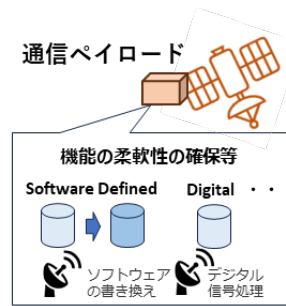 通信ペイロード
機能の柔軟性の確保等
Software Defined
Digital ・・
ソフトウェア
の書き換え
デジタル
信号処理